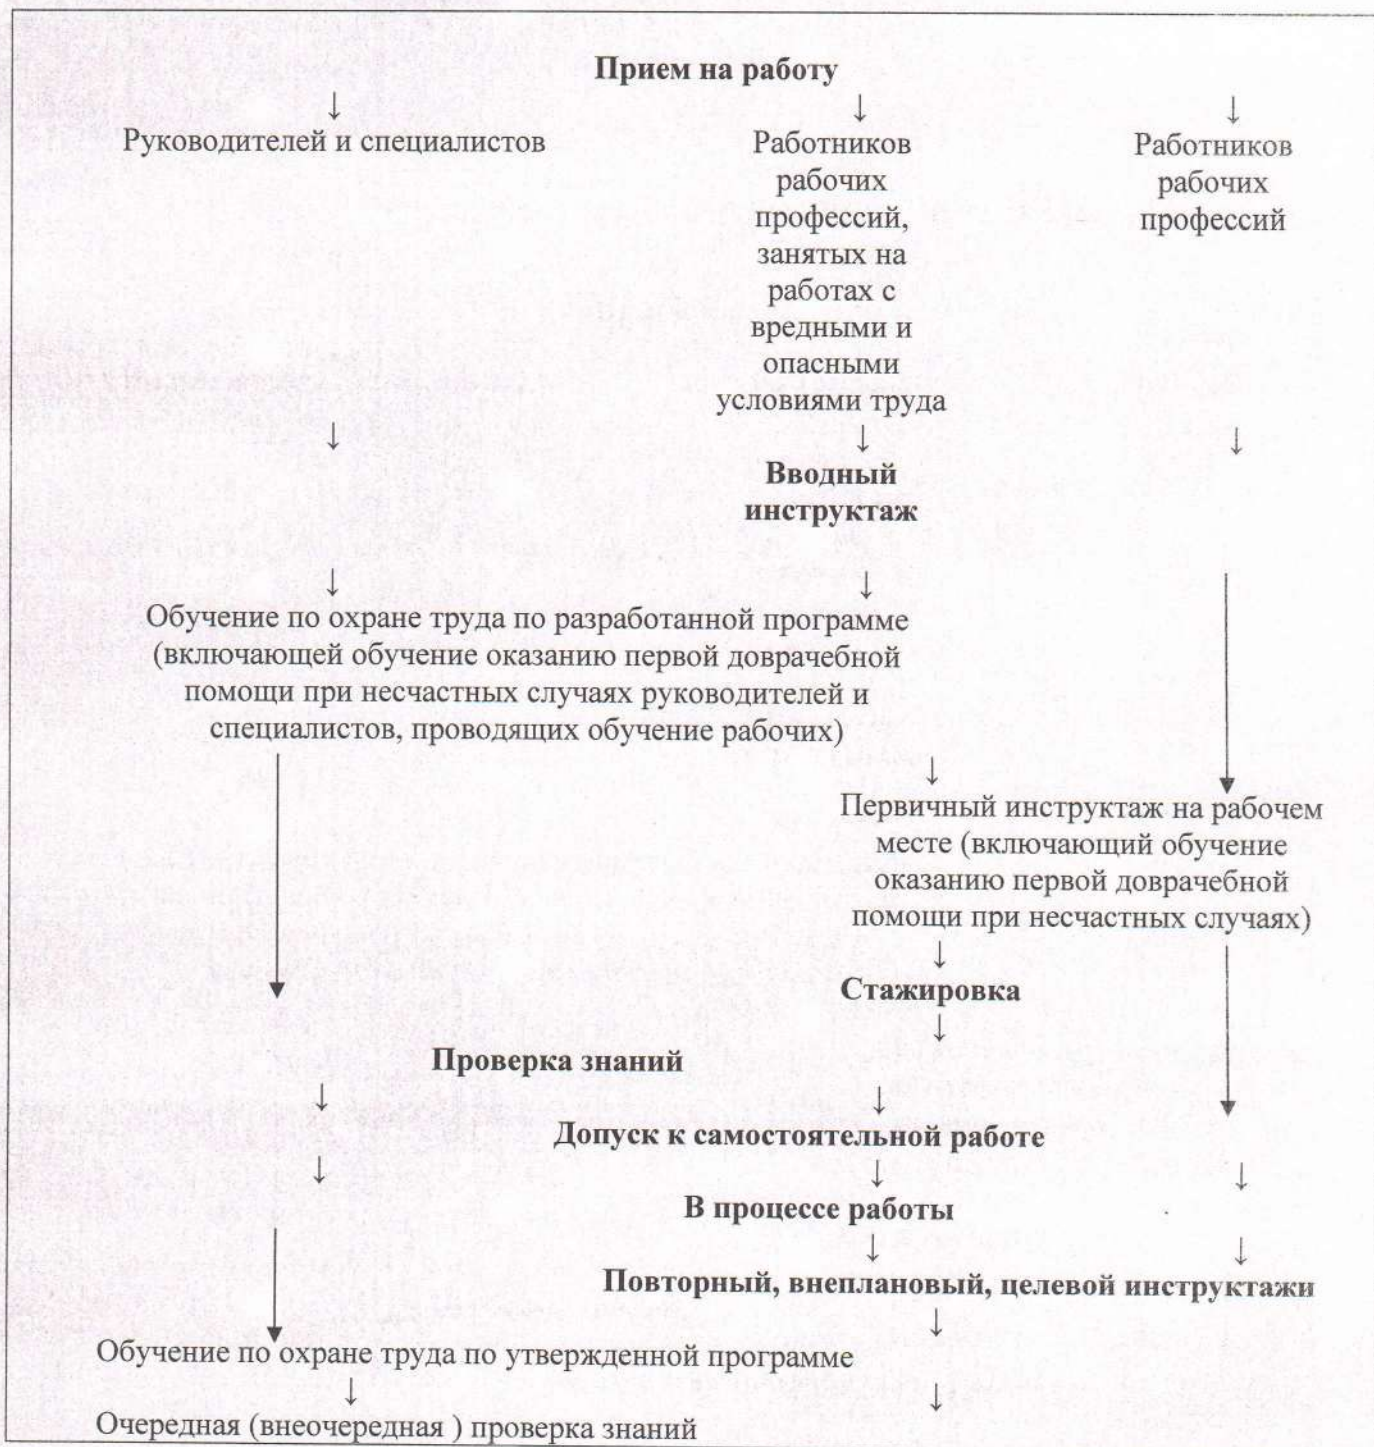 Прием на работу
↓ ↓ ↓
Руководителей и специалистов
Работников
рабочих
профессий,
занятых на
работах с
вредными и
опасными
условиями труда
Работников
рабочих
профессий
↓ ↓ ↓
Вводный
инструктаж
↓ ↓
Обучение по охране труда по разработанной программе
(включающей обучение оказанию первой доврачебной
помощи при несчастных случаях руководителей и
специалистов, проводящих обучение рабочих)
↓
Первичный инструктаж на рабочем
месте (включающий обучение
оказанию первой доврачебной
помощи при несчастных случаях)
↓
Стажировка
↓
Проверка знаний
↓ ↓
Допуск к самостоятельной работе
↓ ↓ ↓
В процессе работы
↓ ↓
Повторный, внеплановый, целевой инструктажи
↓
Обучение по охране труда по утвержденной программе
↓ ↓
Очередная (внеочередная ) проверка знаний